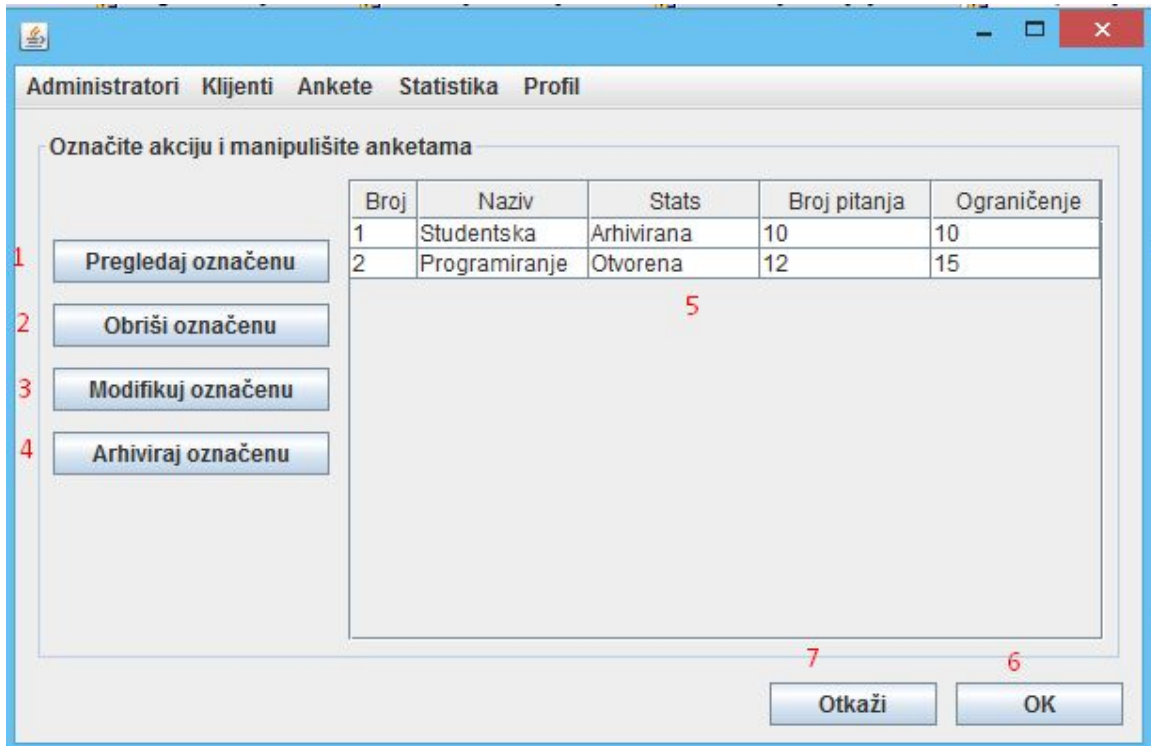 Administratori Klijenti Ankete Statistika Profil
Označite akciju i manipulišite anketama
Broj Naziv Stats Broj pitanja Ograničenje
1 Studentska Arhivirana 10 10
2 Programiranje Otvorena 12 15
1 Pregledaj označenu
2 Obriši označenu
3 Modifikuj označenu
4 Arhiviraj označenu
5
7 6
Otkaži OK